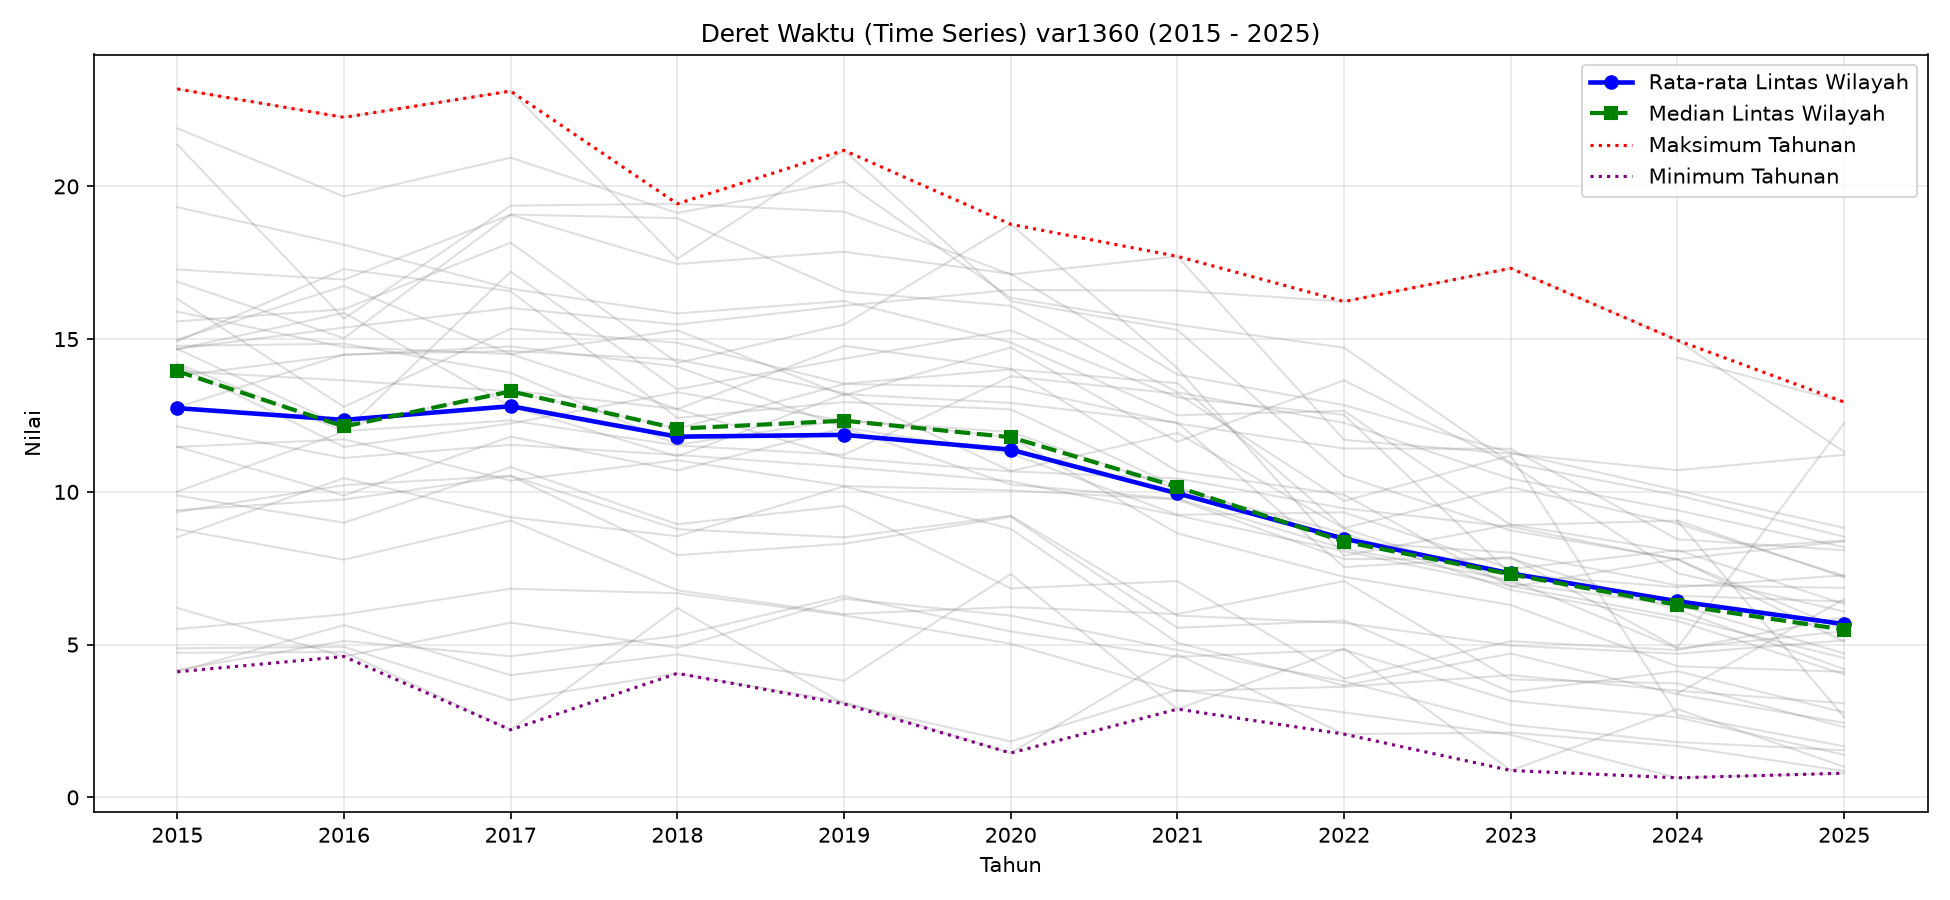 Deret Waktu (Time Series) var1360 (2015 - 2025)
Rata-rata Lintas Wilayah
Median Lintas Wilayah
Maksimum Tahunan
Minimum Tahunan
Nilai
20
15
10
5
0
2015 2016 2017 2018 2019 2020 2021 2022 2023 2024 2025
Tahun